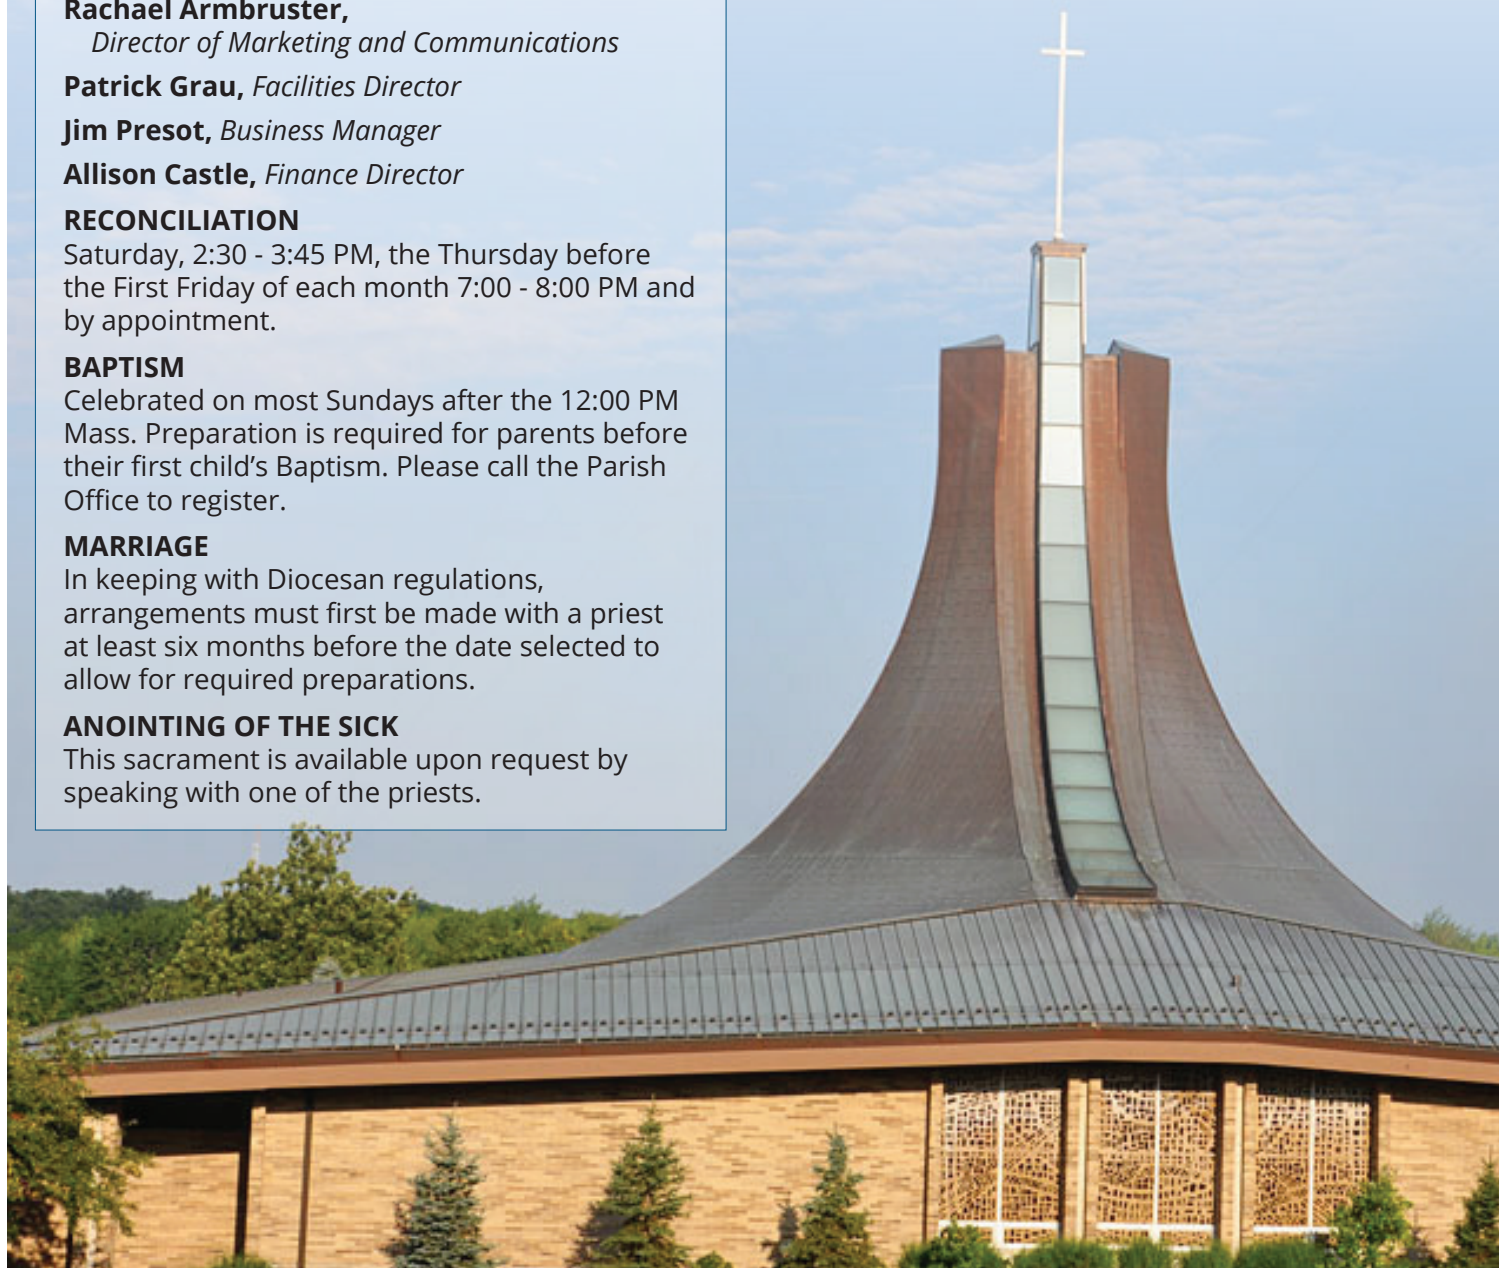 Rachael Armbruster,
Director of Marketing and Communications
Patrick Grau, Facilities Director
Jim Presot, Business Manager
Allison Castle, Finance Director
RECONCILIATION
Saturday, 2:30 - 3:45 PM, the Thursday before
the First Friday of each month 7:00 - 8:00 PM and
by appointment.
BAPTISM
Celebrated on most Sundays after the 12:00 PM
Mass. Preparation is required for parents before
their first child’s Baptism. Please call the Parish
Office to register.
MARRIAGE
In keeping with Diocesan regulations,
arrangements must first be made with a priest
at least six months before the date selected to
allow for required preparations.
ANOINTING OF THE SICK
This sacrament is available upon request by
speaking with one of the priests.